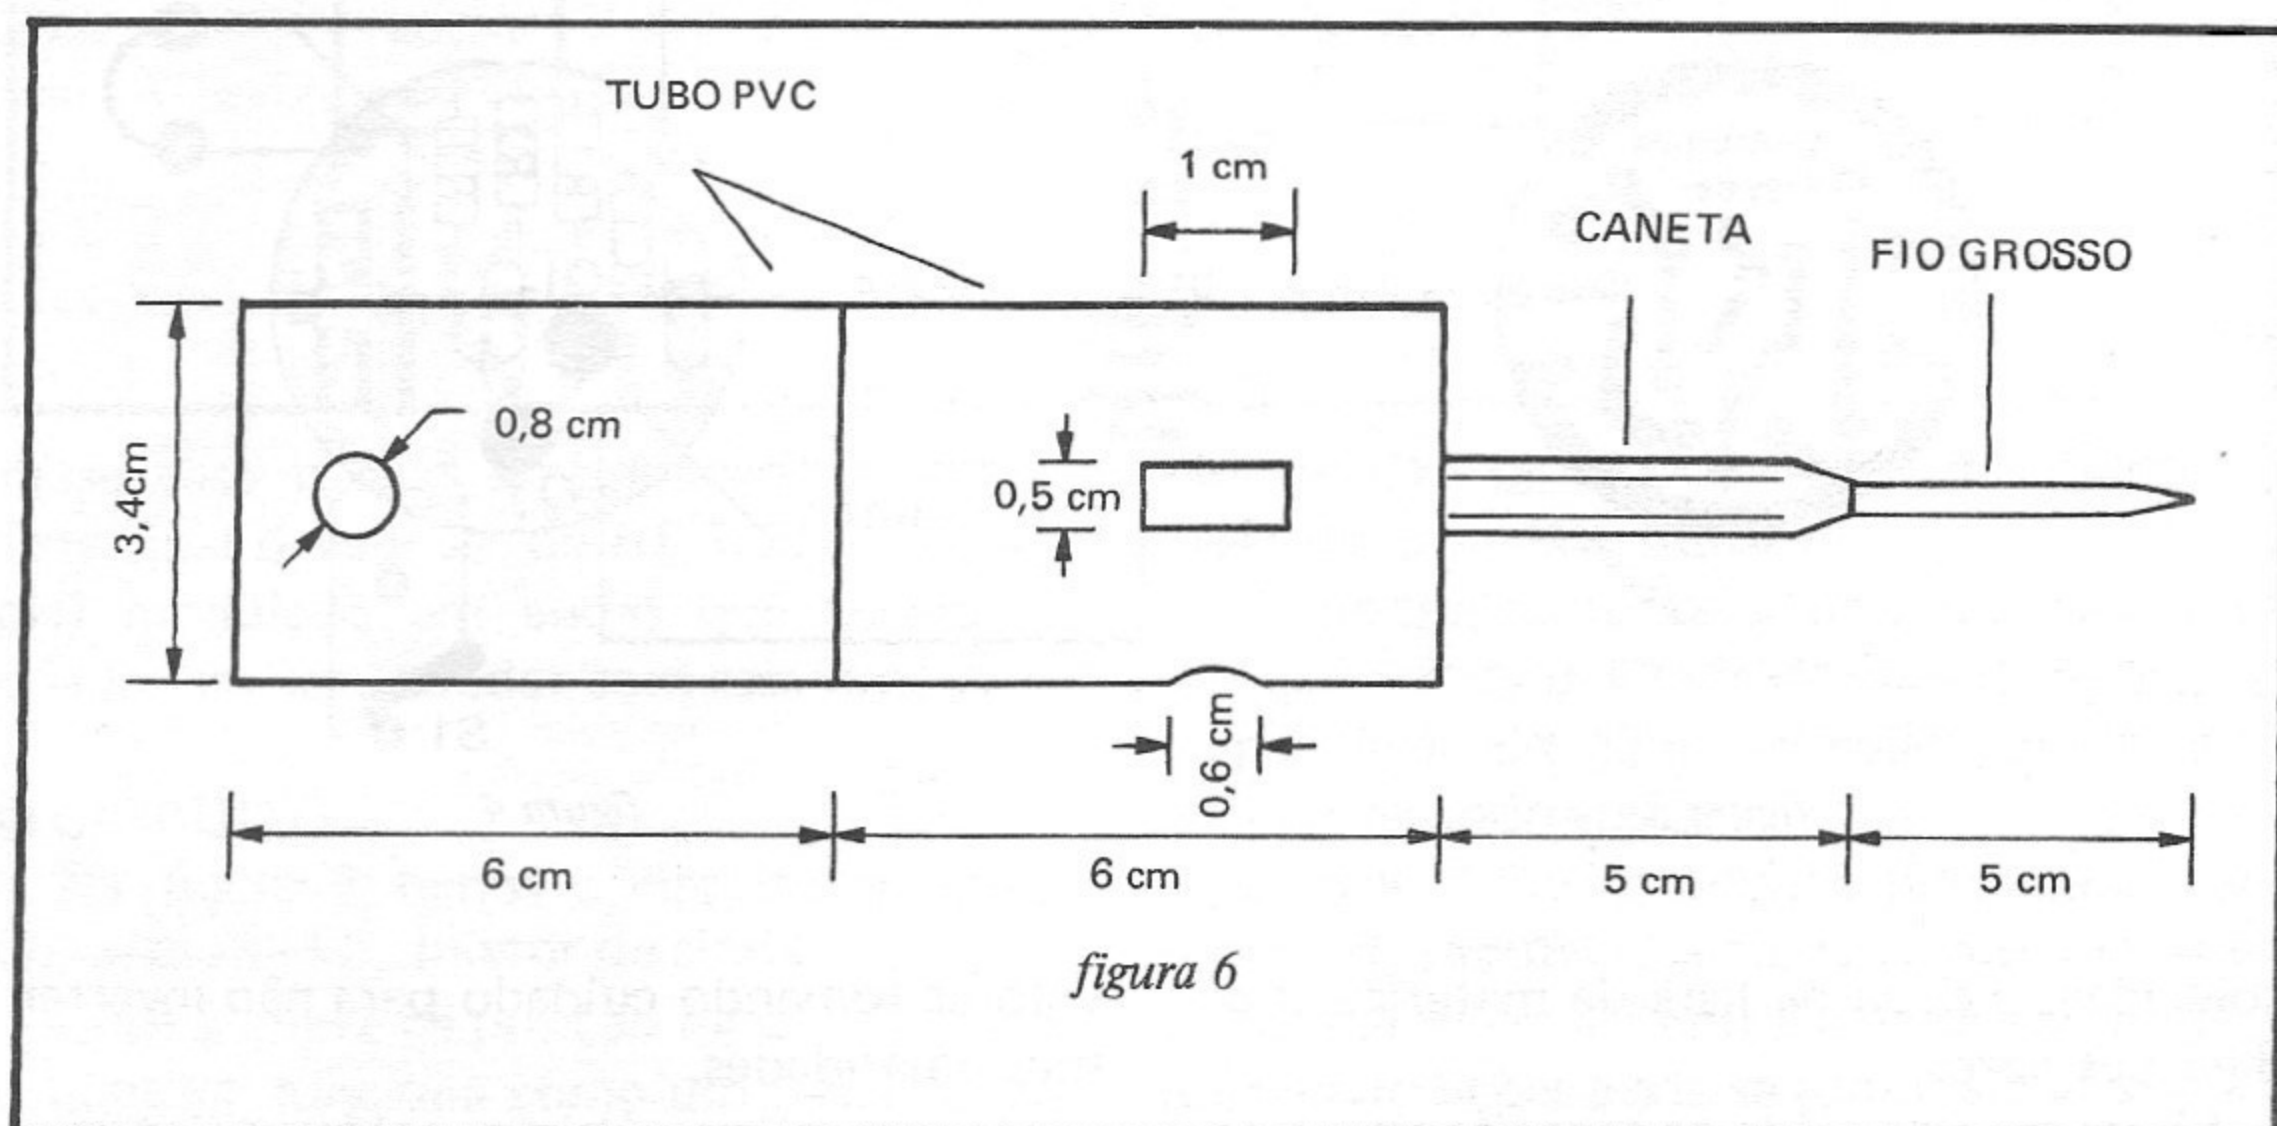 TUBO PVC
1 cm
CANETA
FIO GROSSO
0,8 cm
3,4cm
0,5 cm
0,6 cm
6 cm
6 cm
5 cm
5 cm
figura 6